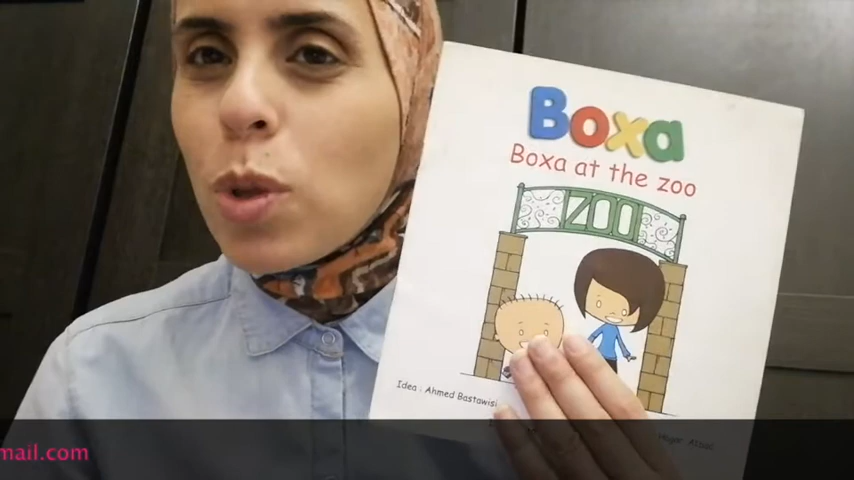 Boxa
Boxa at the zoo
ZOO
Idea : Ahmed Bastawisi
mail.com